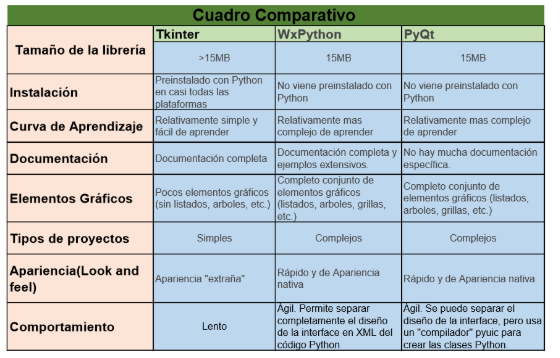 Cuadro Comparativo
Tamaño de la librería
Tkinter
WxPython
PyQt
>15MB
15MB
15MB
Instalación
Preinstalado con Python
en casi todas las
plataformas
No viene preinstalado con
Python
No viene preinstalado con
Python
Curva de Aprendizaje
Relativamente simple y
fácil de aprender
Relativamente mas
complejo de aprender
Relativamente mas complejo
de aprender
Documentación
Documentación completa
Documentación completa y
ejemplos extensivos.
No hay mucha documentación
específica.
Elementos Gráficos
Pocos elementos gráficos
(sin listados, arboles, etc.)
Completo conjunto de
elementos gráficos
(listados, arboles, grillas,
etc.)
Completo conjunto de
elementos gráficos (listados,
arboles, grillas, etc.)
Tipos de proyectos
Simples
Complejos
Complejos
Apariencia(Look and
feel)
Apariencia "extraña"
Rápido y de Apariencia
nativa
Rápido y de Apariencia nativa
Comportamiento
Lento
Ágil. Permite separar
completamente el diseño
de la interface en XML del
código Python
Ágil. Se puede separar el
diseño de la interface, pero usa
un "compilador" pyuic para
crear las clases Python.